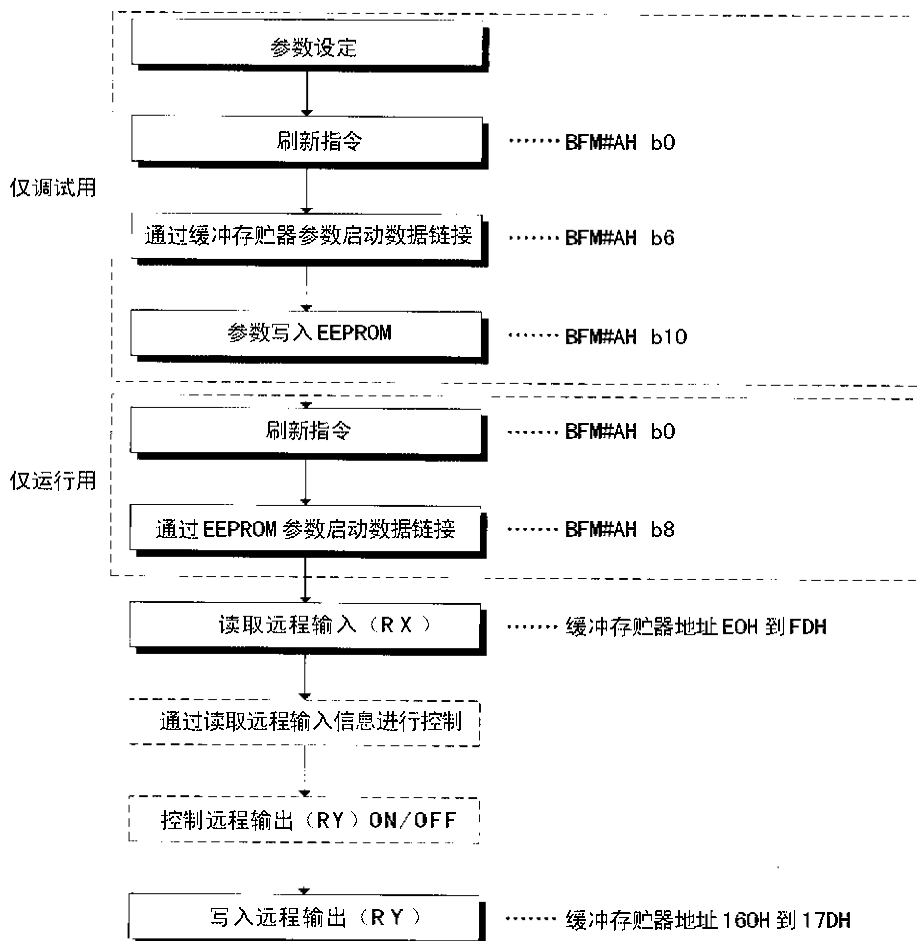 参数设定
刷新指令 ······· BFM#AH b0
仅调试用
通过缓冲存贮器参数启动数据链接 ······· BFM#AH b6
参数写入EEPROM ······· BFM#AH b10
刷新指令 ······· BFM#AH b0
仅运行用
通过EEPROM参数启动数据链接 ······· BFM#AH b8
读取远程输入（RX） ······· 缓冲存贮器地址E0H到FDH
通过读取远程输入信息进行控制
控制远程输出（RY）ON/OFF
写入远程输出（RY） ······· 缓冲存贮器地址160H到17DH